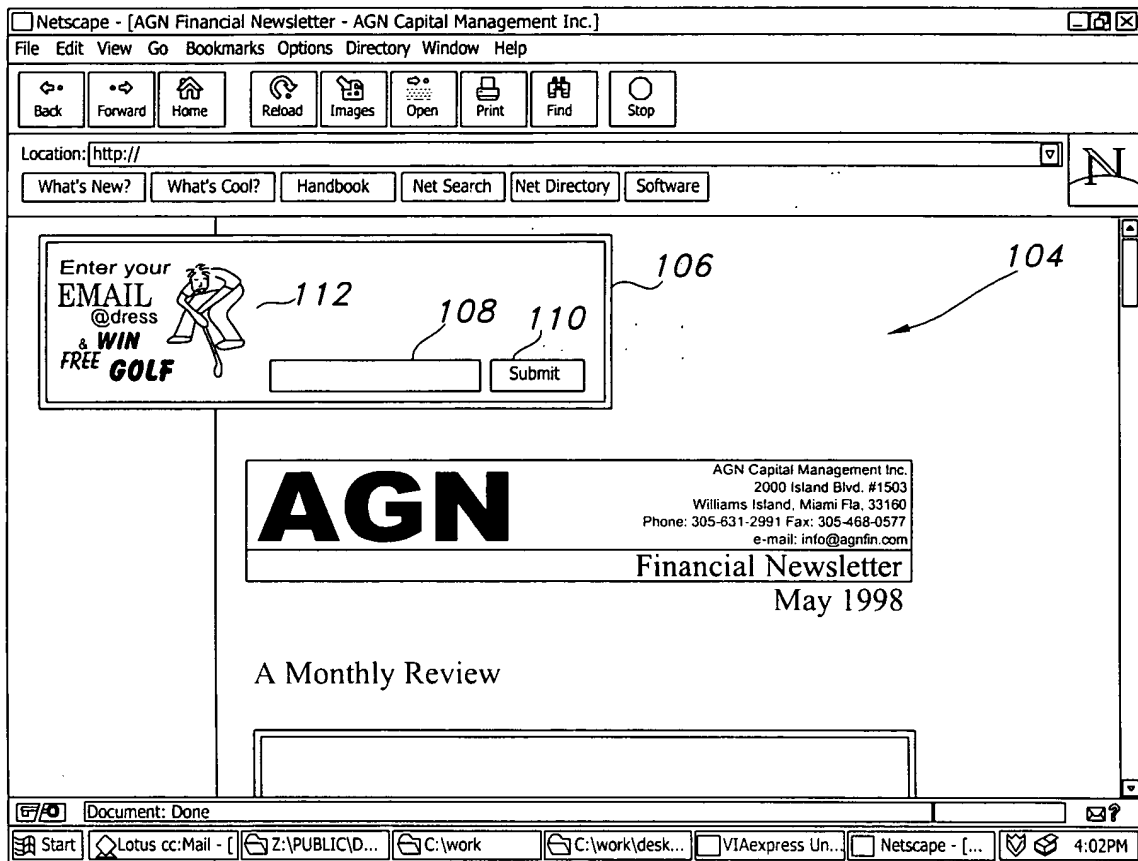 Netscape - [AGN Financial Newsletter - AGN Capital Management Inc.]
File Edit View Go Bookmarks Options Directory Window Help
Back Forward Home Reload Images Open Print Find Stop
Location: http://
N
What's New? What's Cool? Handbook Net Search Net Directory Software
Enter your
EMAIL
@dress
& WIN
FREE GOLF
112
108
110
Submit
106
104
AGN
AGN Capital Management Inc.
2000 Island Blvd. #1503
Williams Island, Miami Fla, 33160
Phone: 305-631-2991 Fax: 305-468-0577
e-mail: info@agnfin.com
Financial Newsletter
May 1998
A Monthly Review
Document: Done
Start Lotus cc:Mail - [ Z:\PUBLIC\D... C:\work C:\work\desk... VIAexpress Un... Netscape - [... 4:02PM